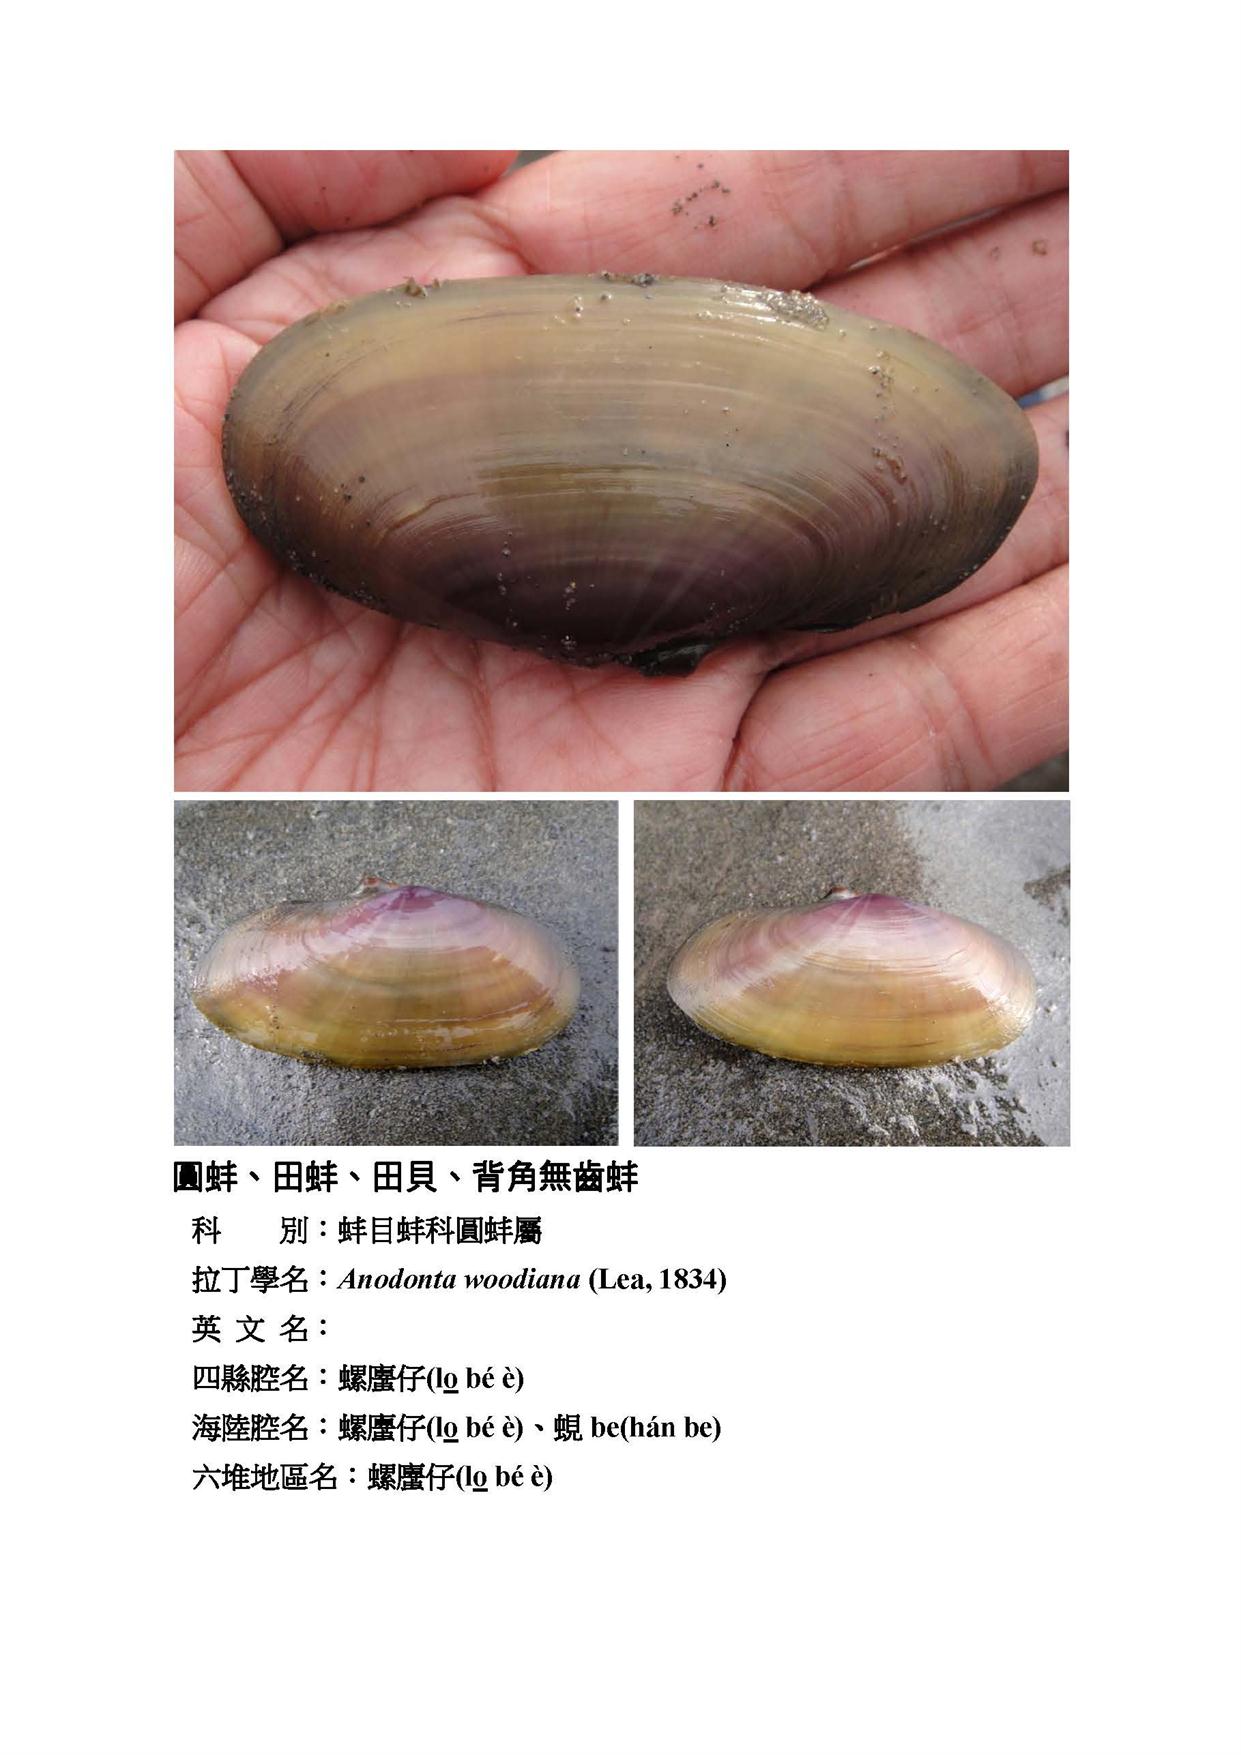 圓蚌、田蚌、田貝、背角無齒蚌
科　　別：蚌目蚌科圓蚌屬
拉丁學名：Anodonta woodiana (Lea, 1834)
英 文 名：
四縣腔名：螺蠯仔(lo bé è)
海陸腔名：螺蠯仔(lo bé è)、蜆 be(hán be)
六堆地區名：螺蠯仔(lo bé è)